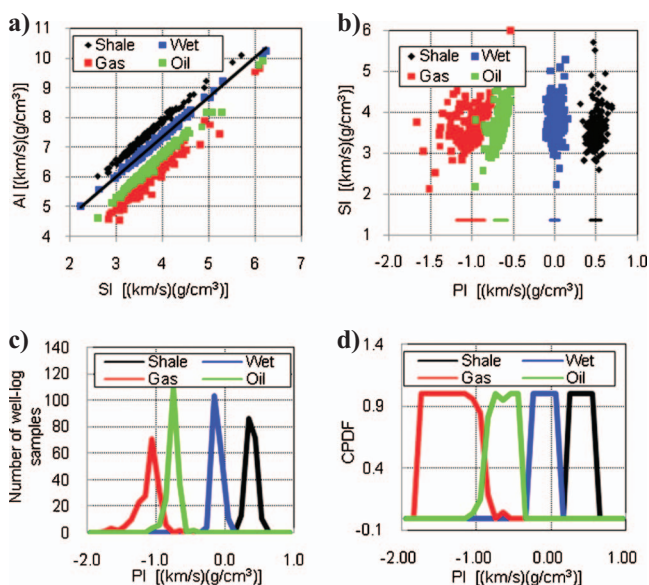 a)
11
10
9
8
7
6
5
4
Shale Wet
Gas Oil
AI [(km/s)(g/cm³)]
2 3 4 5 6 7
SI [(km/s)(g/cm³)]
b)
6
5
4
3
2
1
Shale Wet
Gas Oil
SI [(km/s)(g/cm³)]
-2.0 -1.5 -1.0 -0.5 0.0 0.5 1.0
PI [(km/s)(g/cm³)]
c)
140
120
100
80
60
40
20
0
Shale Wet
Gas Oil
Number of well-log
samples
-2.0 -1.0 0.0 1.0
PI [(km/s)(g/cm³)]
d)
1.4
0.9
0.4
-0.1
Shale Wet
Gas Oil
CPDF
-2.00 -1.00 0.00 1.00
PI [(km/s)(g/cm³)]